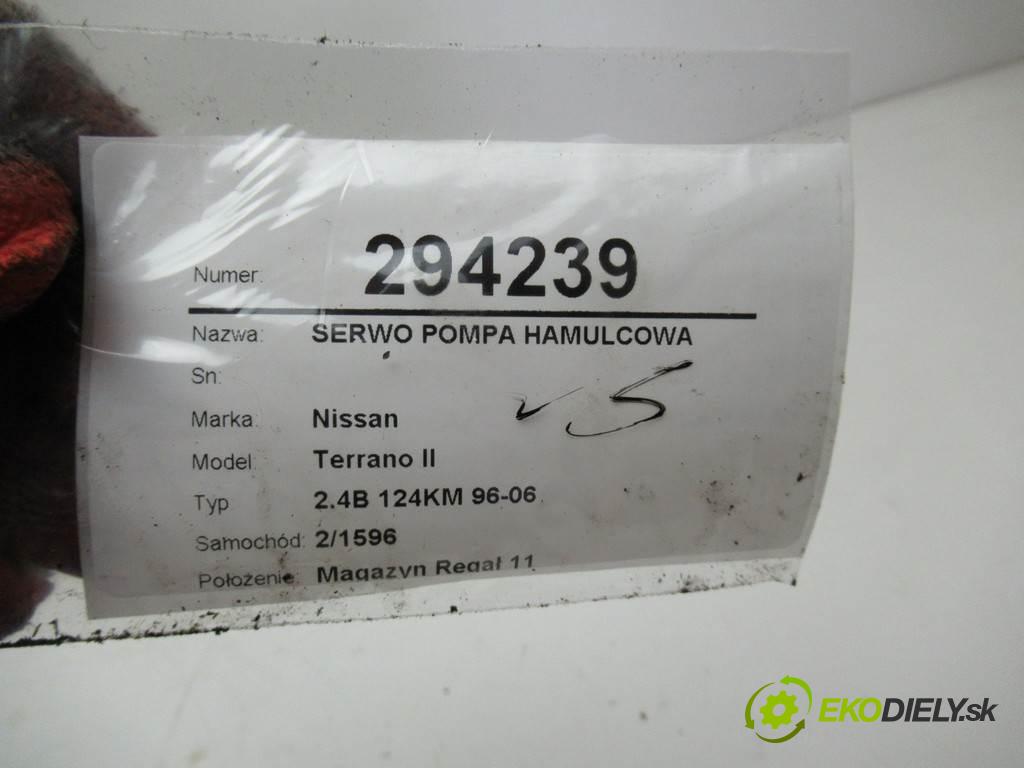 Numer: 294239
Nazwa: SERWO POMPA HAMULCOWA
Sn:
Marka: Nissan
Model: Terrano II
Typ 2.4B 124KM 96-06
Samochód: 2/1596
Położenie: Magazyn Regał 11
EKODIELY.sk